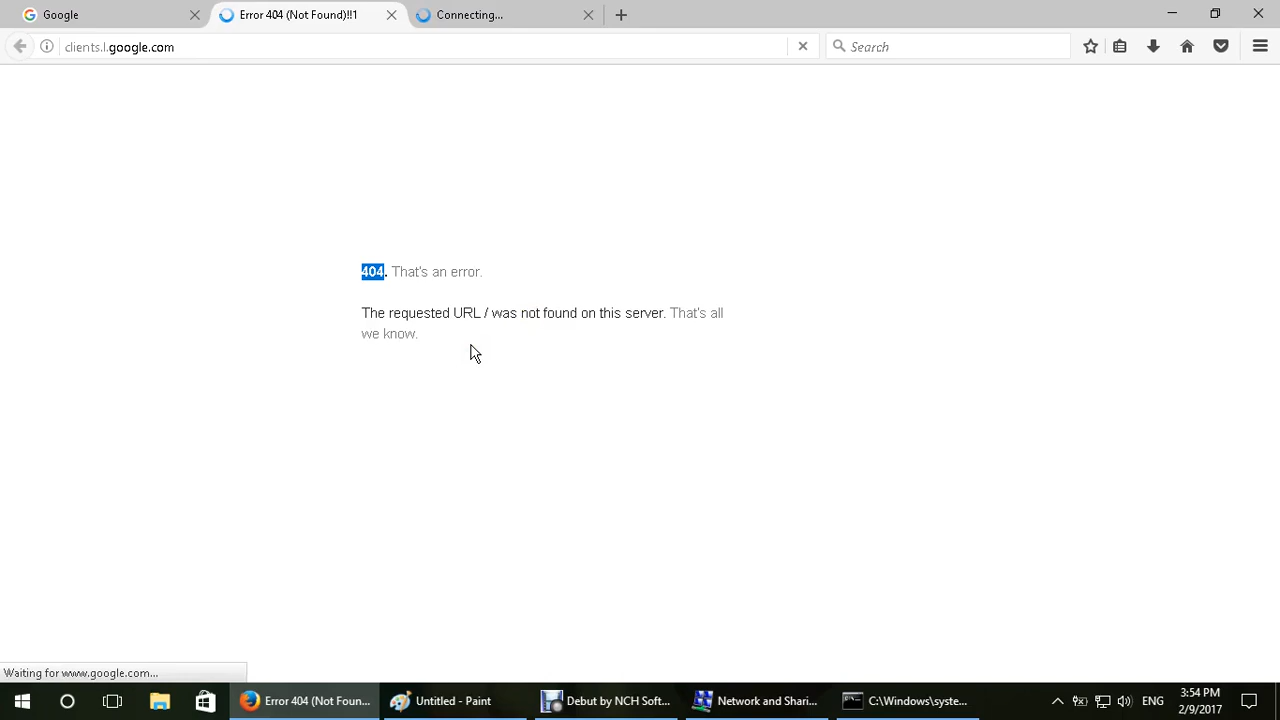 Google
Error 404 (Not Found)!!1
Connecting...
clients.l.google.com
Search
404. That's an error.
The requested URL / was not found on this server. That's all
we know.
Waiting for www.google.com...
Error 404 (Not Foun...
Untitled - Paint
Debut by NCH Soft...
Network and Shari...
C:\Windows\syste...
ENG
3:54 PM
2/9/2017